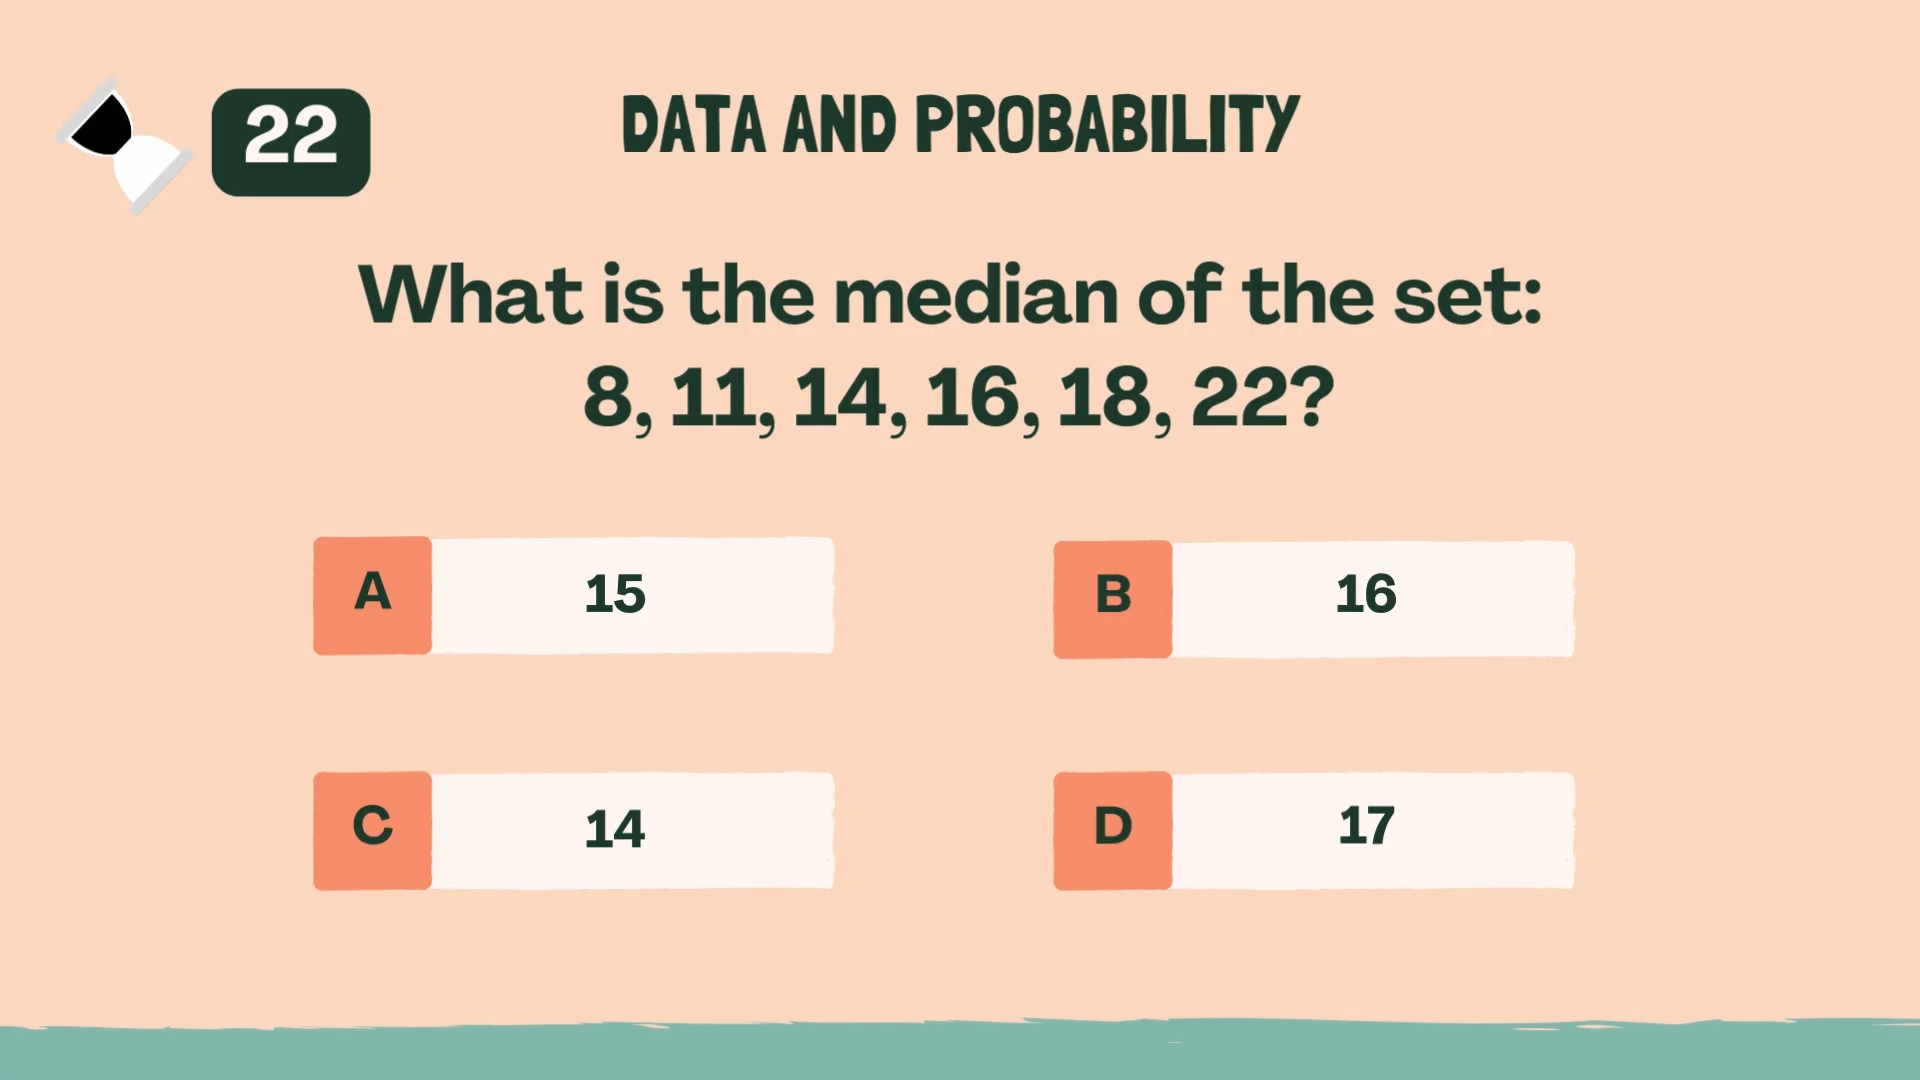 22
DATA AND PROBABILITY
What is the median of the set:
8, 11, 14, 16, 18, 22?
A 15
B 16
C 14
D 17